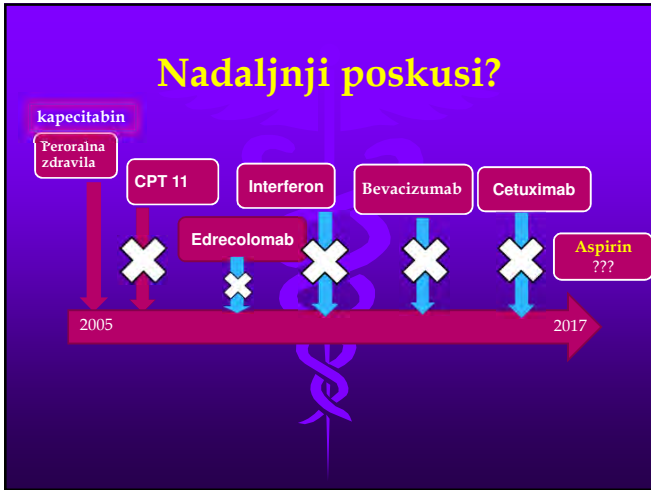 Nadaljnji poskusi?
kapecitabin
Peroralna
zdravila
CPT 11
Edrecolomab
Interferon
Bevacizumab
Cetuximab
Aspirin
???
2005
2017